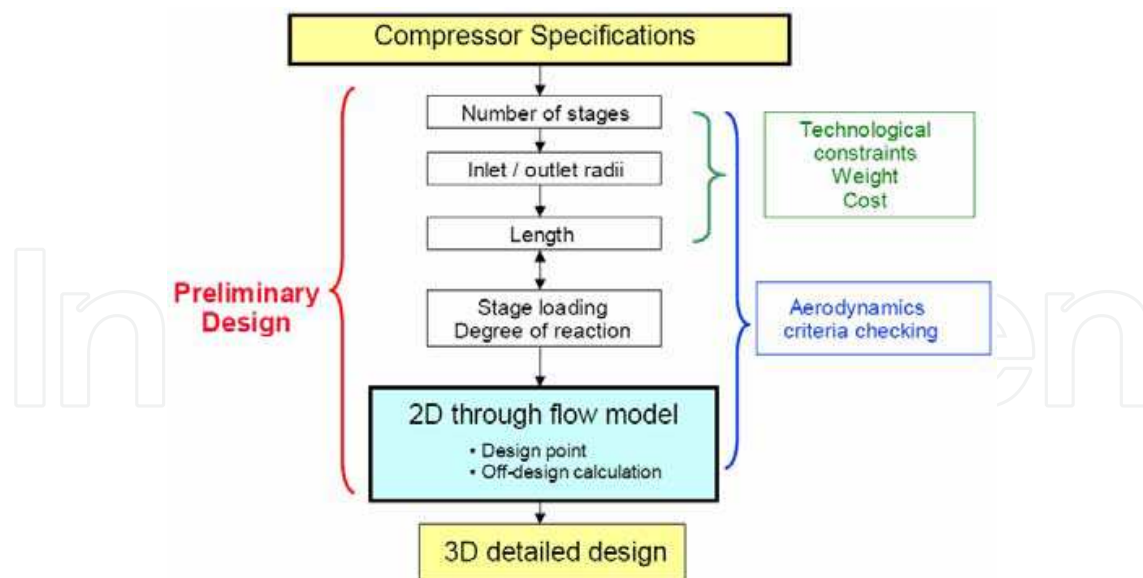 Compressor Specifications
Number of stages
Inlet / outlet radii
Length
Stage loading
Degree of reaction
2D through flow model
• Design point
• Off-design calculation
3D detailed design
Preliminary
Design
Technological
constraints
Weight
Cost
Aerodynamics
criteria checking